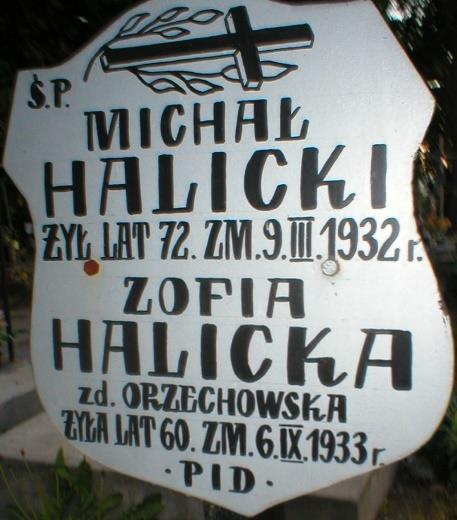 Ś.P.
MICHAŁ
HALICKI
ŻYŁ LAT 72. ZM.9.III.1932 r.
ZOFIA
HALICKA
zd. ORZECHOWSKA
ŻYŁA LAT 60. ZM.6.IX.1933 r.
·PID·